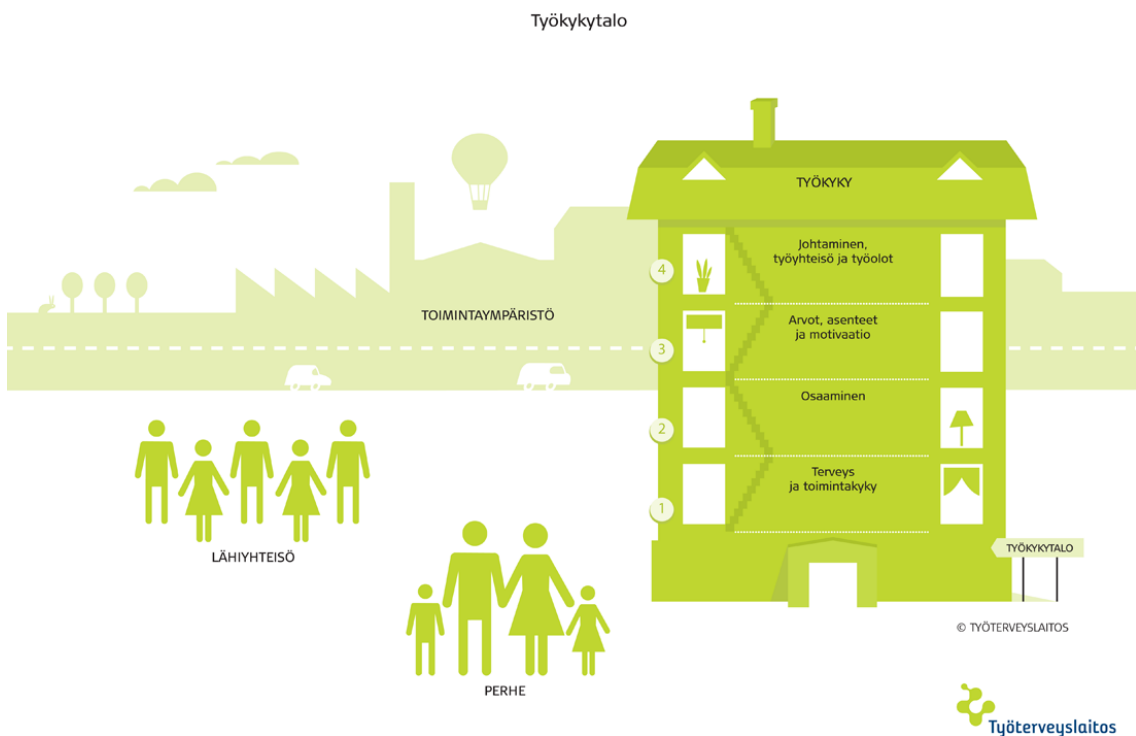 Työkykytalo
TYÖKYKY
4
Johtaminen,
työyhteisö ja työolot
TOIMINTAYMPÄRISTÖ
3
Arvot, asenteet
ja motivaatio
2
Osaaminen
1
Terveys
ja toimintakyky
LÄHIYHTEISÖ
TYÖKYKYTALO
© TYÖTERVEYSLAITOS
PERHE
Työterveyslaitos